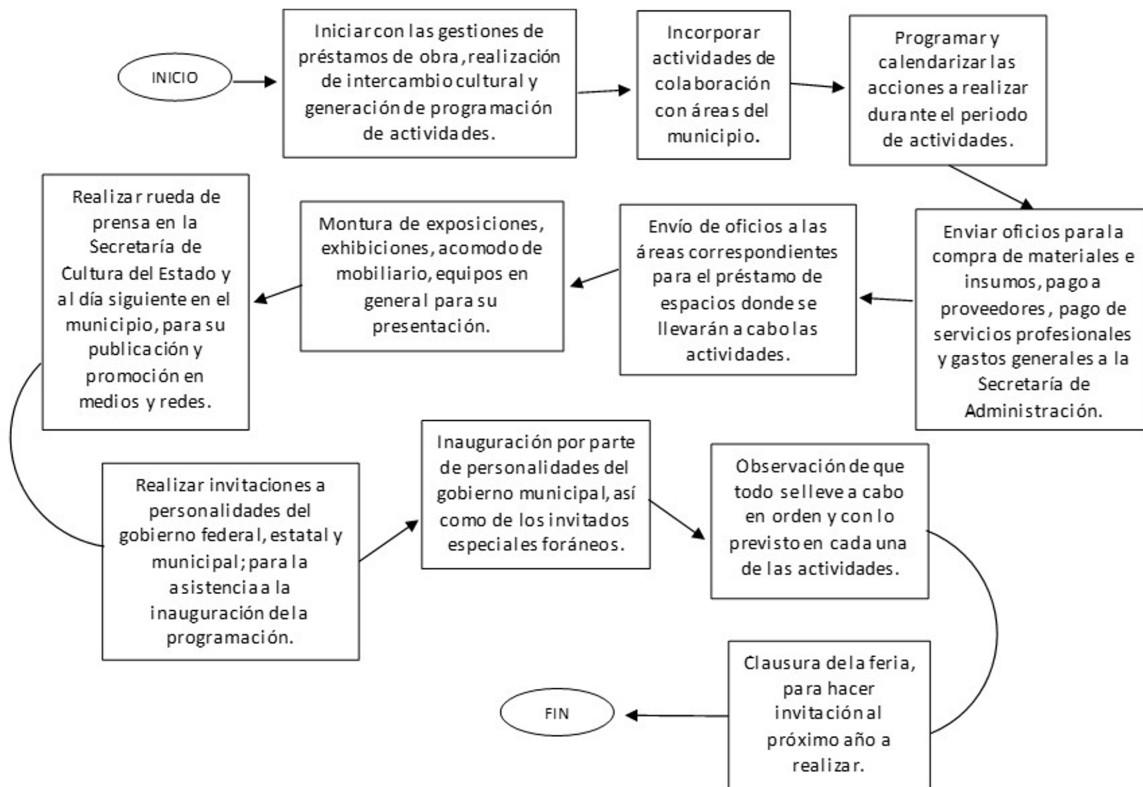 INICIO
Iniciar con las gestiones de
préstamos de obra, realización
de intercambio cultural y
generación de programación
de actividades.
Incorporar
actividades de
colaboración
con áreas del
municipio.
Programar y
calendarizar las
acciones a realizar
durante el periodo
de actividades.
Enviar oficios para la
compra de materiales e
insumos, pago a
proveedores, pago de
servicios profesionales
y gastos generales a la
Secretaría de
Administración.
Envío de oficios a las
áreas correspondientes
para el préstamo de
espacios donde se
llevarán a cabo las
actividades.
Montura de exposiciones,
exhibiciones, acomodo de
mobiliario, equipos en
general para su
presentación.
Realizar rueda de
prensa en la
Secretaría de
Cultura del Estado y
al día siguiente en el
municipio, para su
publicación y
promoción en
medios y redes.
Realizar invitaciones a
personalidades del
gobierno federal, estatal y
municipal; para la
asistencia a la
inauguración de la
programación.
Inauguración por parte
de personalidades del
gobierno municipal, así
como de los invitados
especiales foráneos.
Observación de que
todo se lleve a cabo
en orden y con lo
previsto en cada una
de las actividades.
Clausura de la feria,
para hacer
invitación al
próximo año a
realizar.
FIN